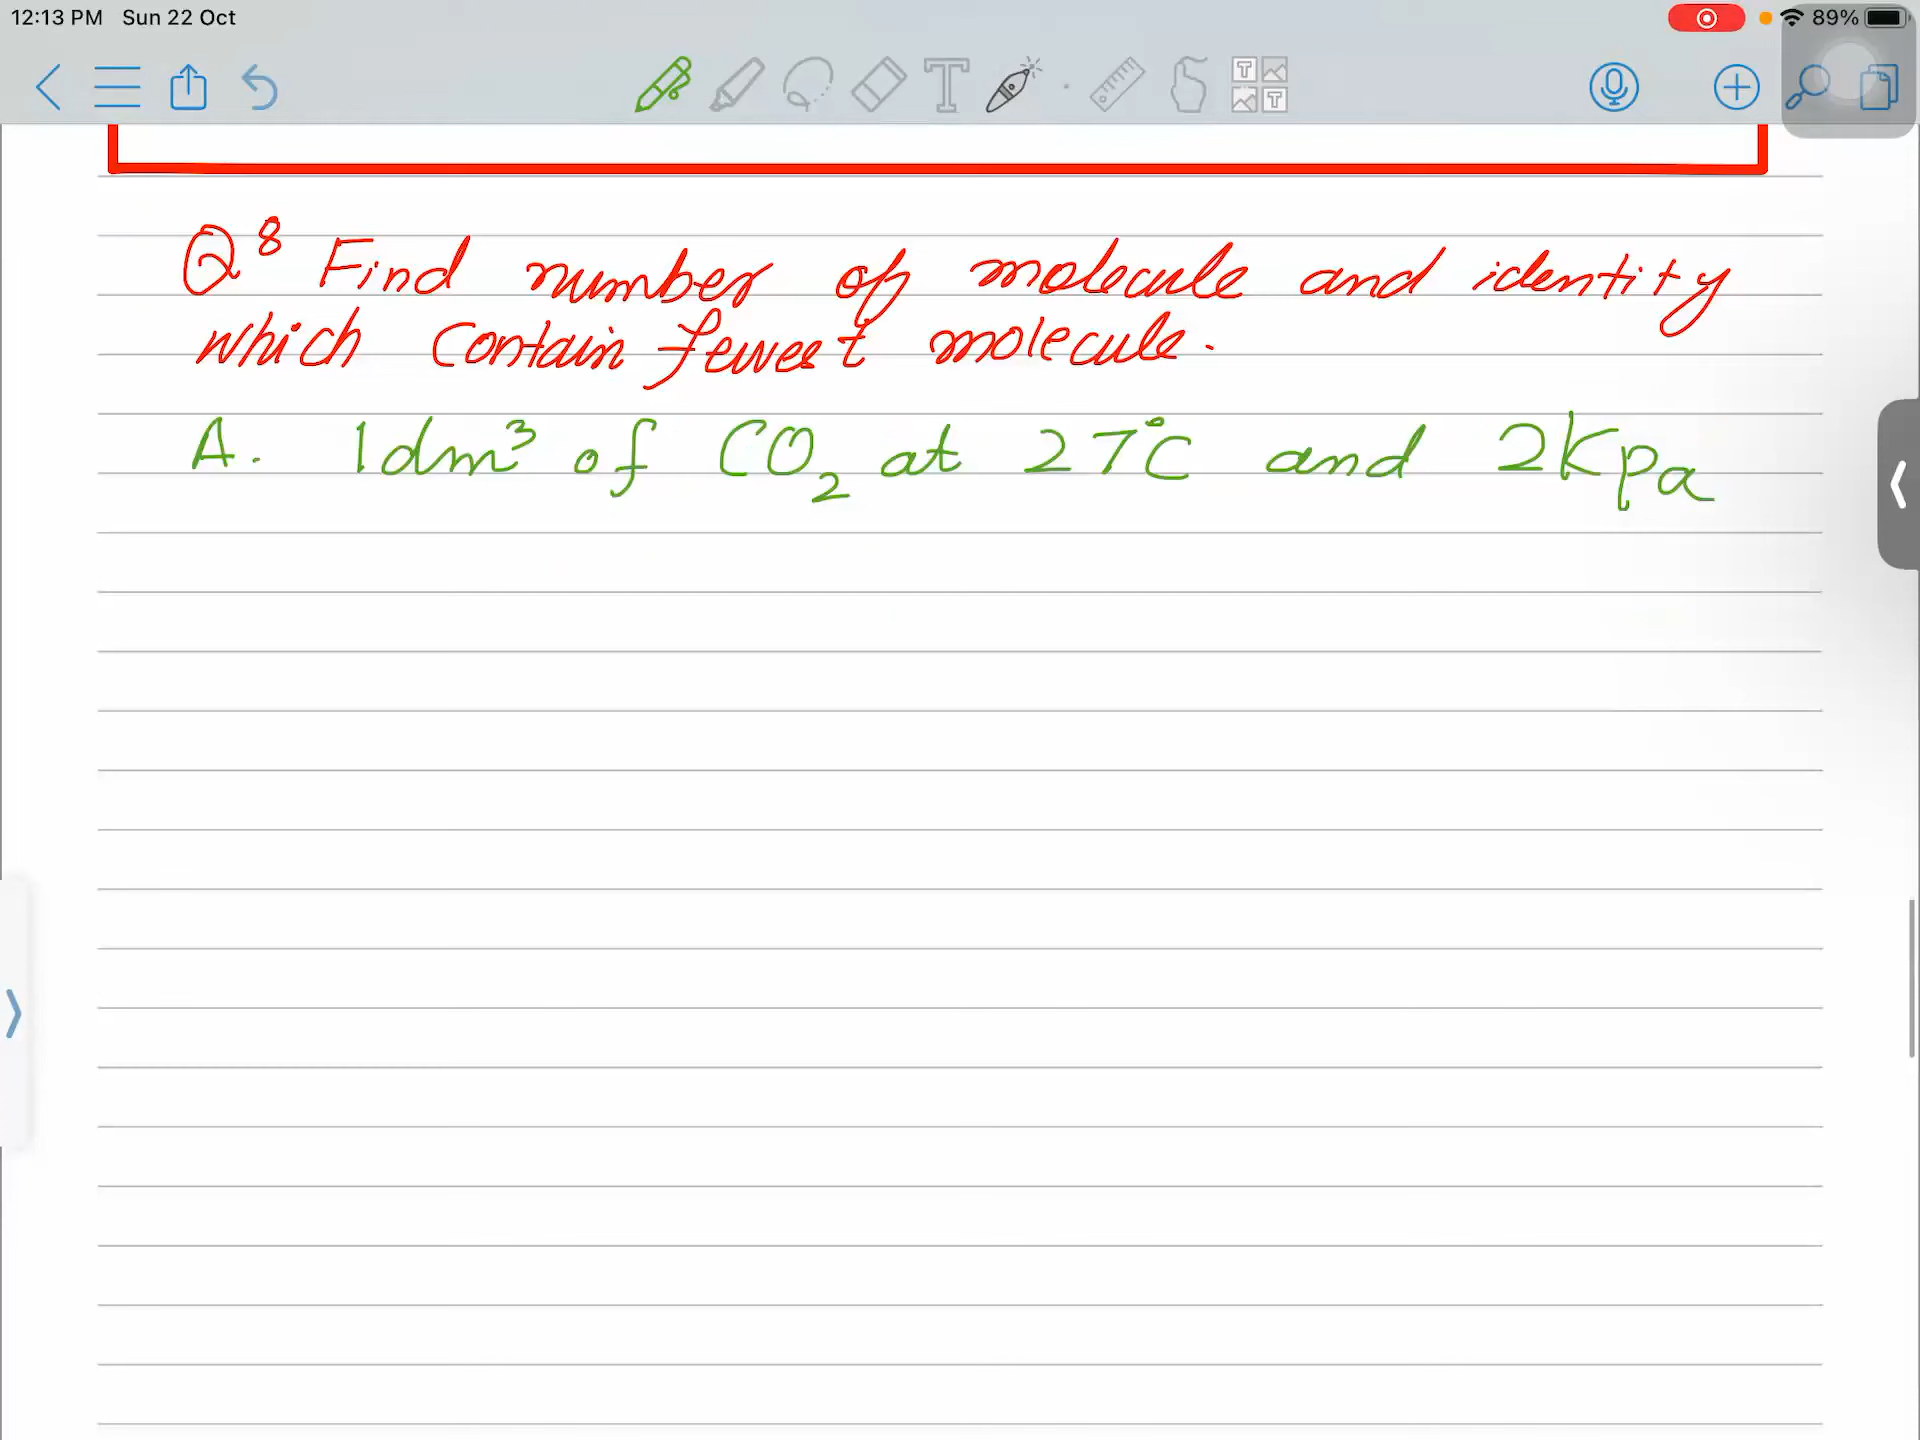 12:13 PM Sun 22 Oct
89%
Q8 Find number of molecule and identity
which contain fewest molecule.
A. 1dm³ of CO₂ at 27°C and 2Kpa